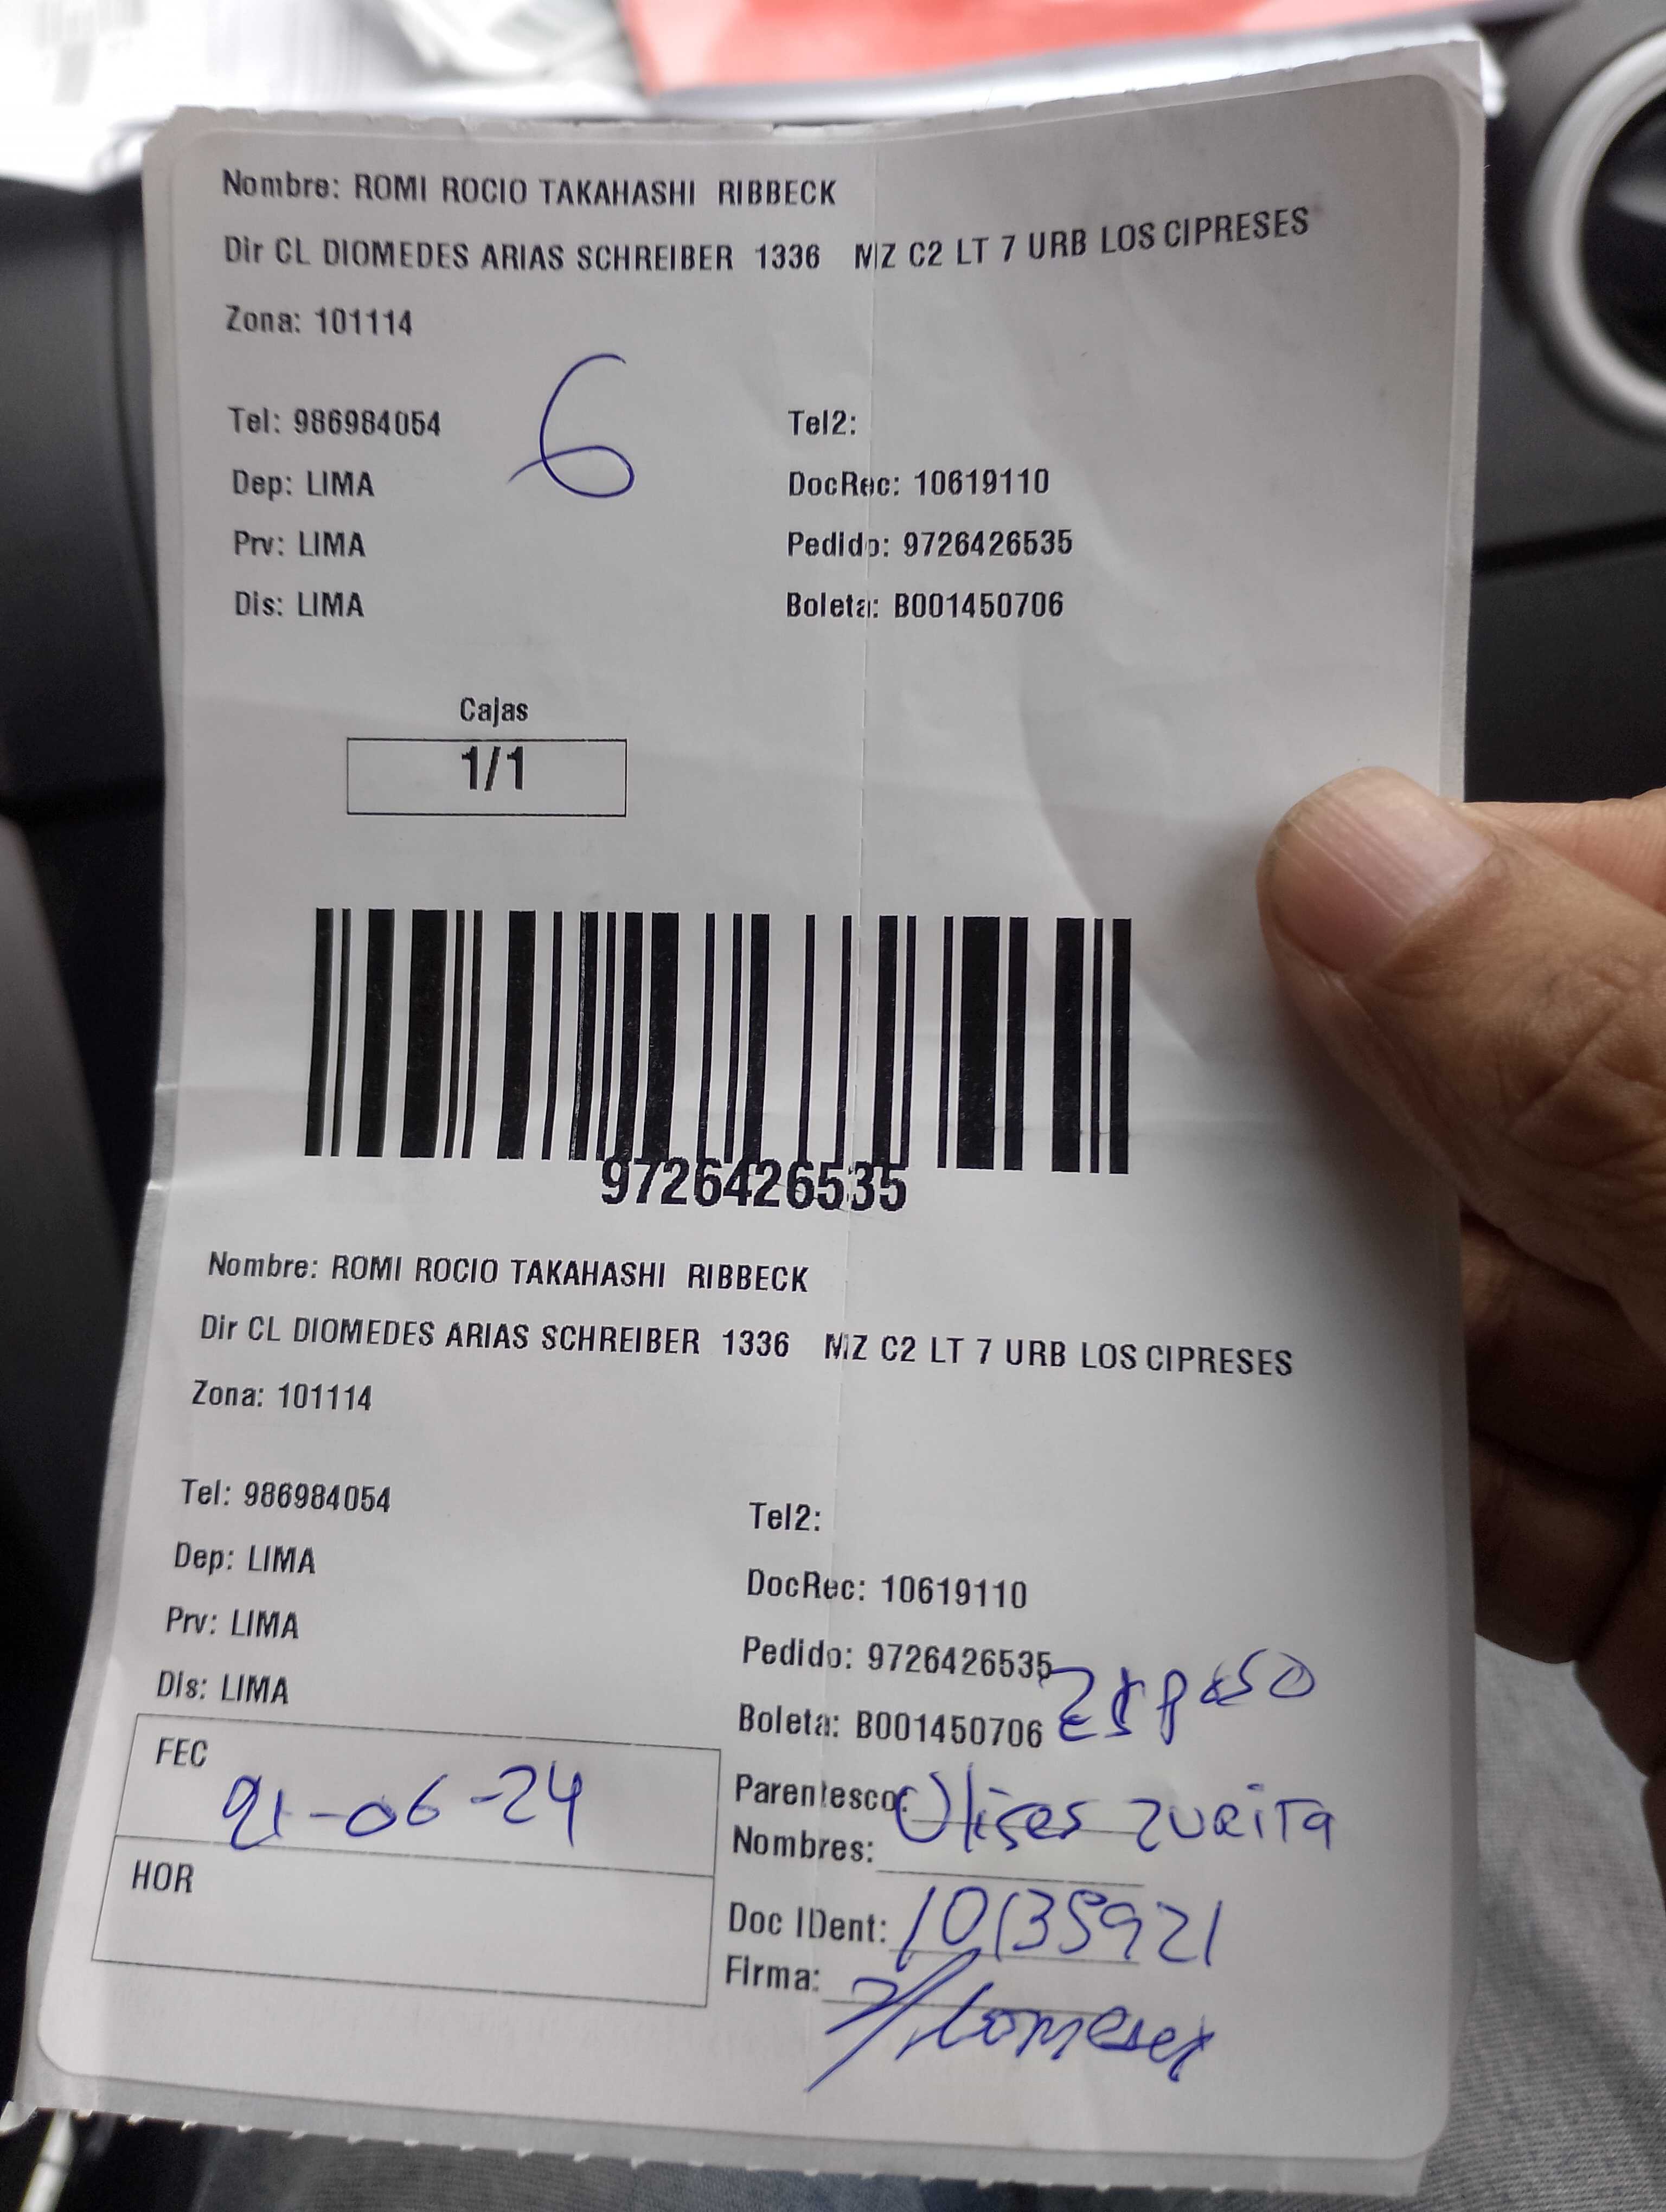 Nombre: ROMI ROCIO TAKAHASHI RIBBECK
Dir CL DIOMEDES ARIAS SCHREIBER 1336 MZ C2 LT 7 URB LOS CIPRESES
Zona: 101114
6
Tel: 986984054 Tel2:
Dep: LIMA DocRec: 10619110
Prv: LIMA Pedido: 9726426535
Dis: LIMA Boleta: B001450706
Cajas
1/1
9726426535
Nombre: ROMI ROCIO TAKAHASHI RIBBECK
Dir CL DIOMEDES ARIAS SCHREIBER 1336 MZ C2 LT 7 URB LOS CIPRESES
Zona: 101114
Tel: 986984054 Tel2:
Dep: LIMA DocRec: 10619110
Prv: LIMA Pedido: 9726426535
Dis: LIMA Boleta: B001450706 Esposo
FEC 21-06-24
Parentesco: Ulises Zurita
Nombres:
HOR
Doc IDent: 10135921
Firma: